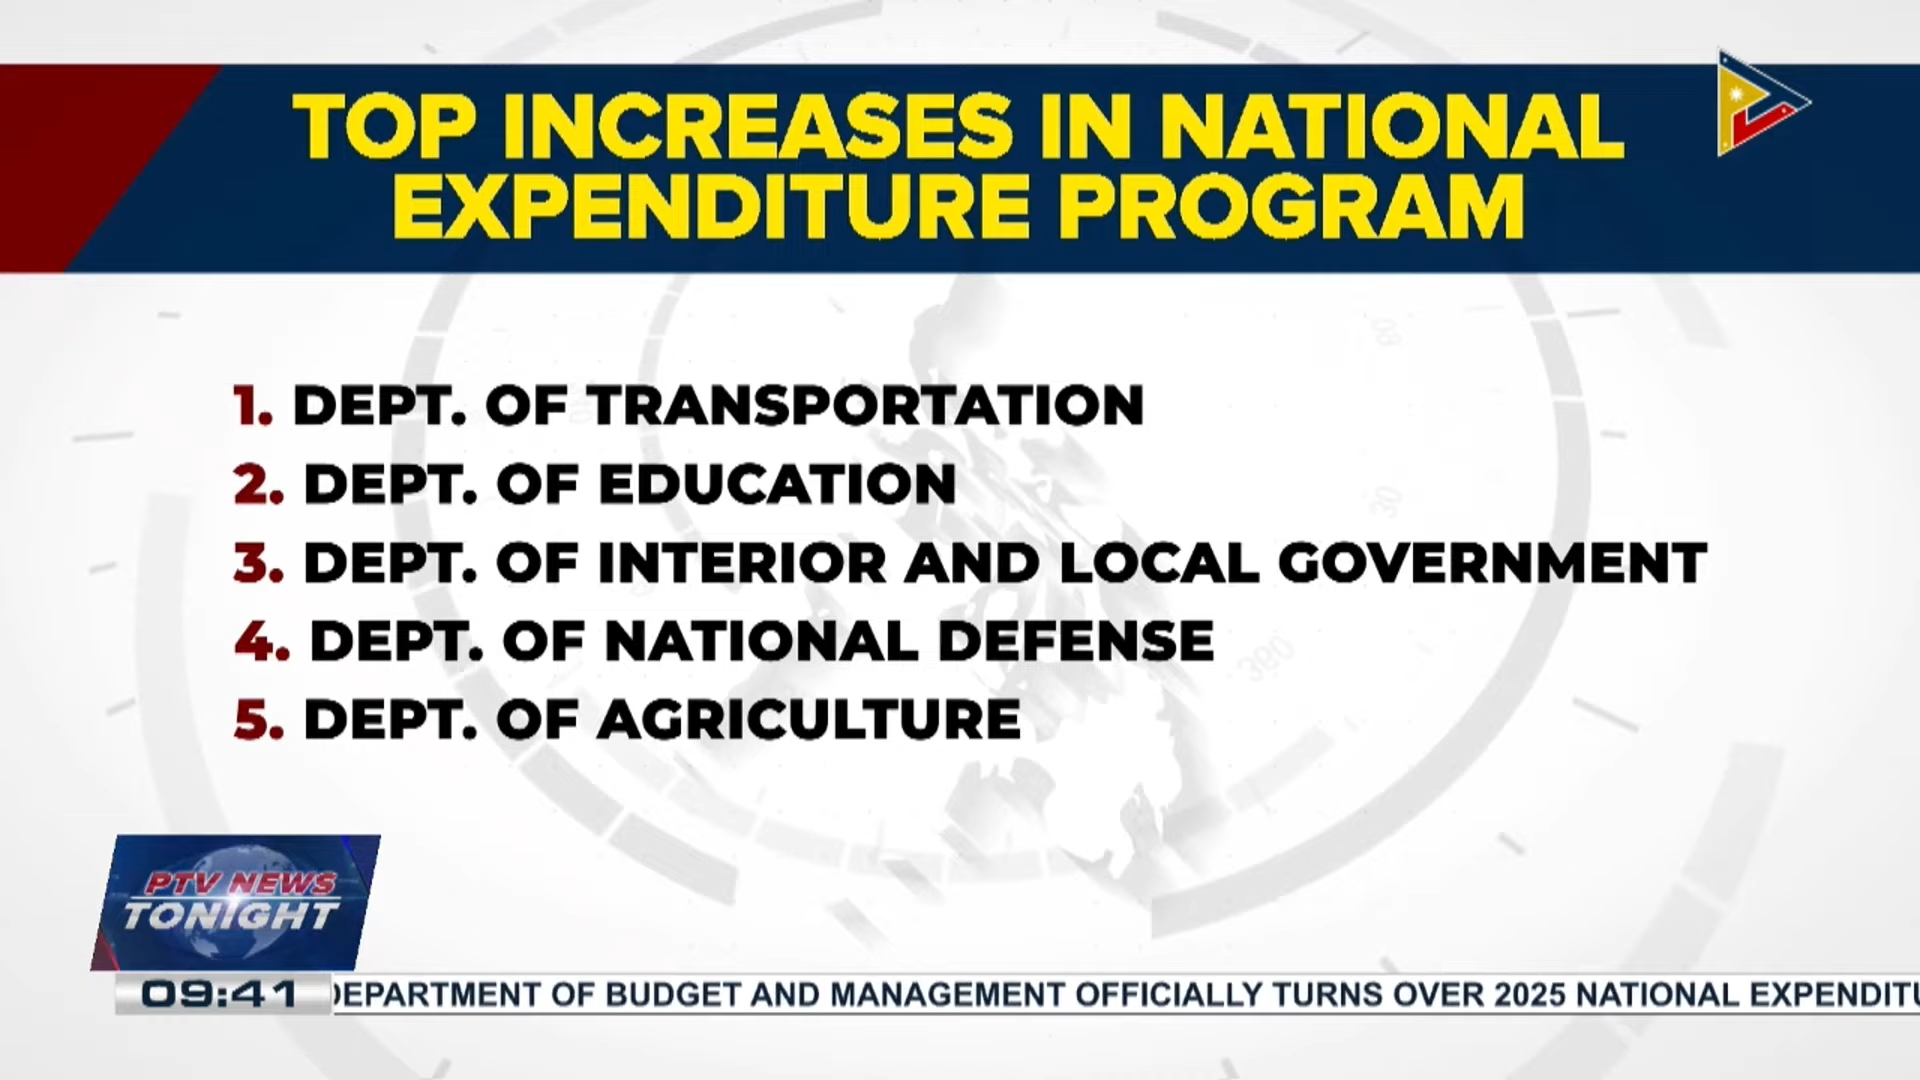 TOP INCREASES IN NATIONAL
EXPENDITURE PROGRAM
1. DEPT. OF TRANSPORTATION
2. DEPT. OF EDUCATION
3. DEPT. OF INTERIOR AND LOCAL GOVERNMENT
4. DEPT. OF NATIONAL DEFENSE
5. DEPT. OF AGRICULTURE
PTV NEWS
TONIGHT
09:41 DEPARTMENT OF BUDGET AND MANAGEMENT OFFICIALLY TURNS OVER 2025 NATIONAL